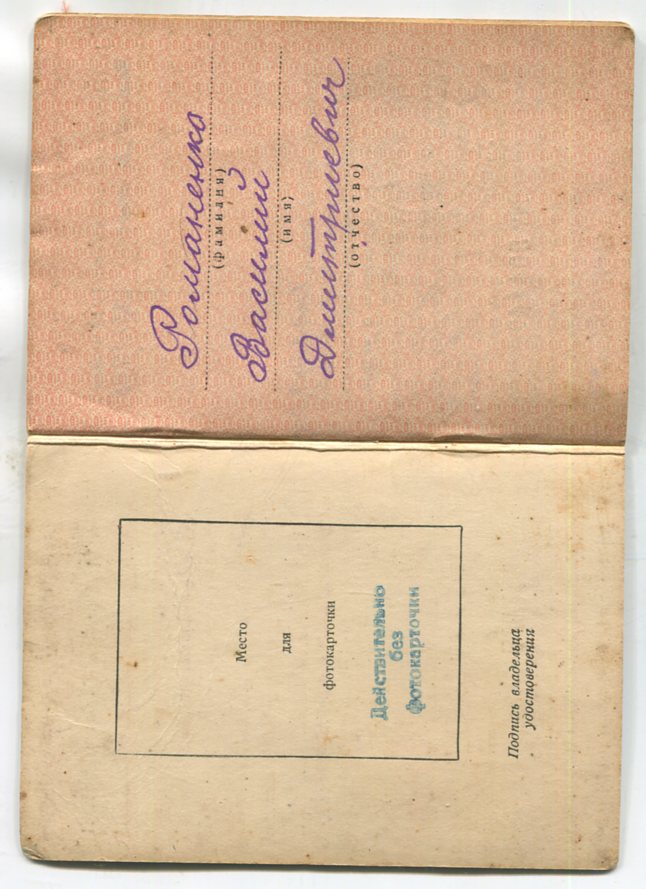 Место
для
фотокарточки
Действительно
без
фотокарточки
Подпись владельца
удостоверения
Романенко
(фамилия)
Василий
(имя)
Дмитриевич
(отчество)